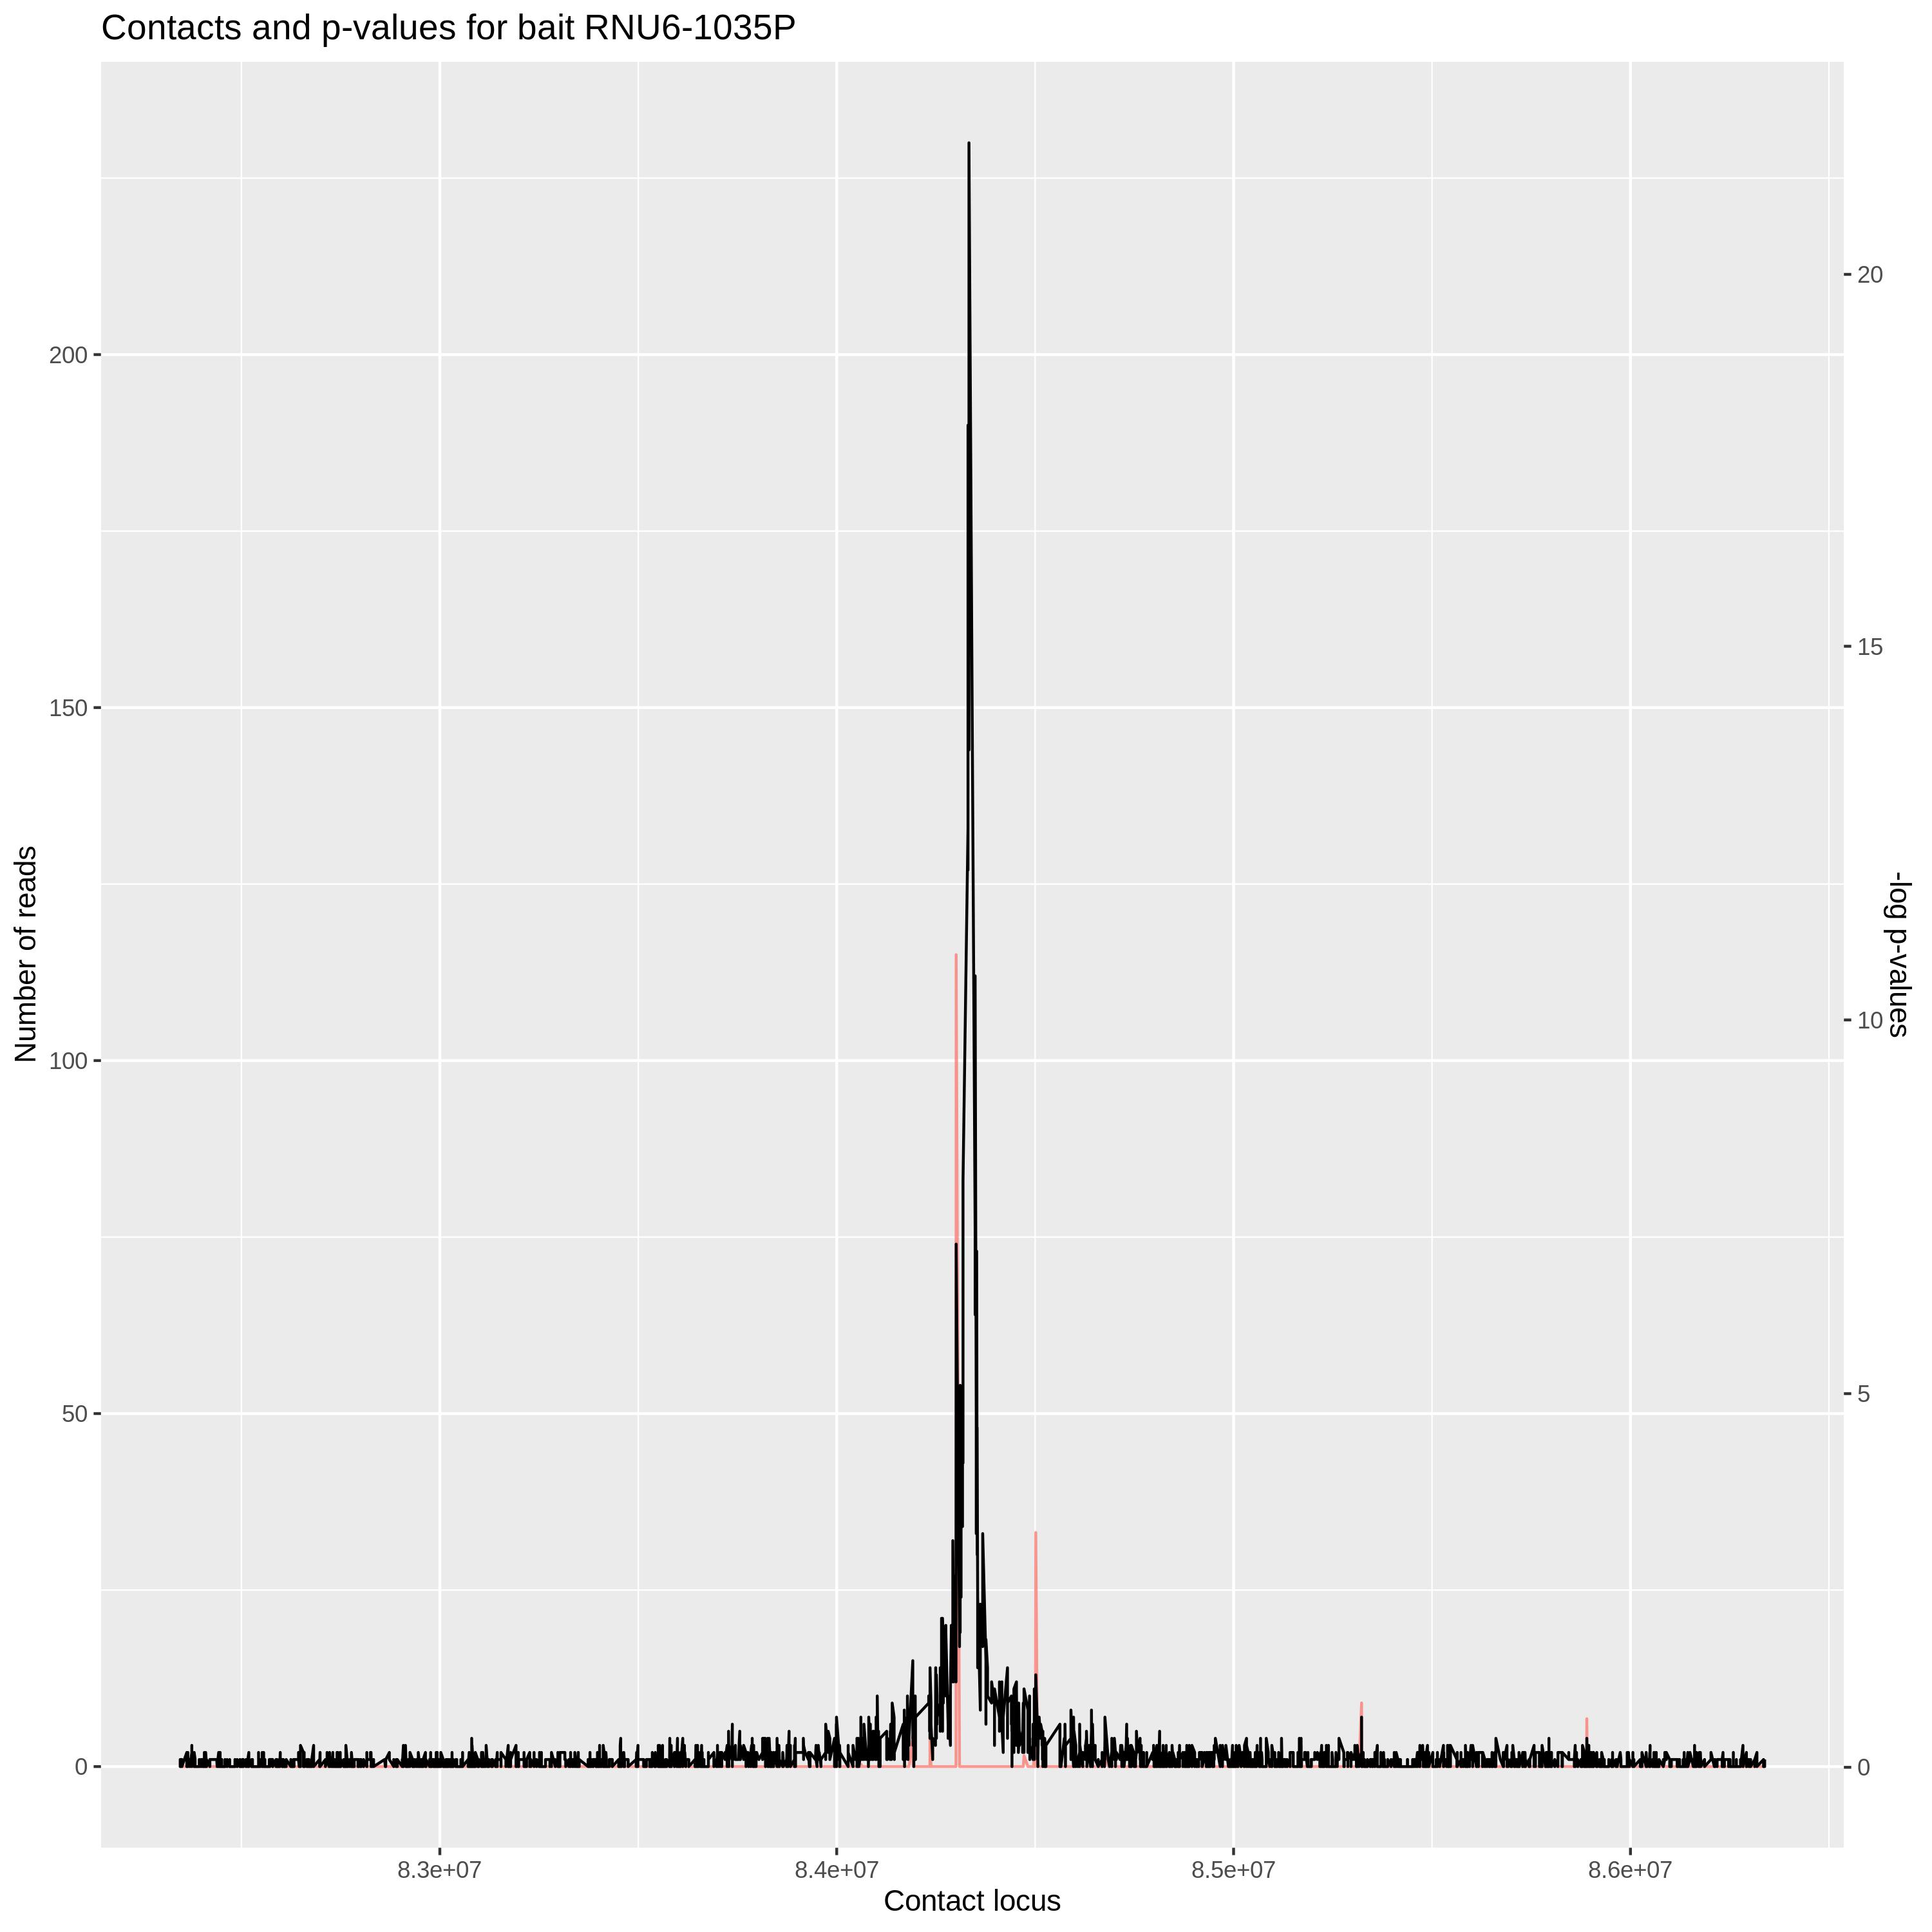 Contacts and p-values for bait RNU6-1035P
Number of reads
200
150
100
50
0
20
15
10
5
0
-log p-values
8.3e+07 8.4e+07 8.5e+07 8.6e+07
Contact locus